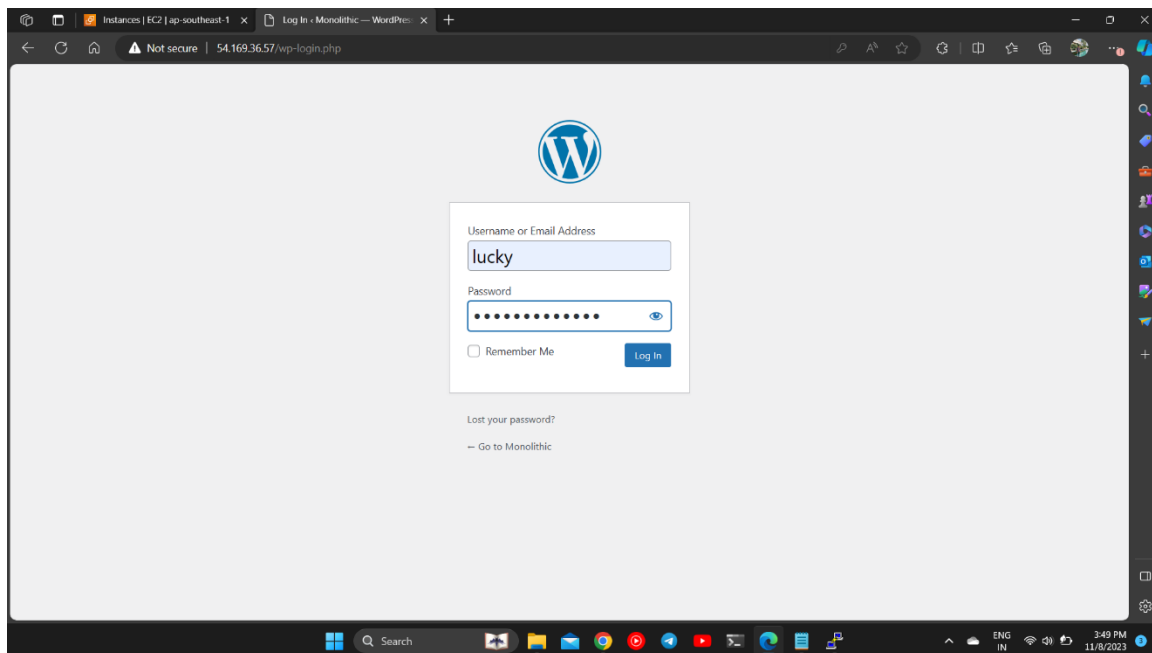 Instances | EC2 | ap-southeast-1
Log In ‹ Monolithic — WordPress
Not secure | 54.169.36.57/wp-login.php
Username or Email Address
lucky
Password
•••••••••••••
Remember Me
Log In
Lost your password?
← Go to Monolithic
Search
ENG
IN
3:49 PM
11/8/2023
3